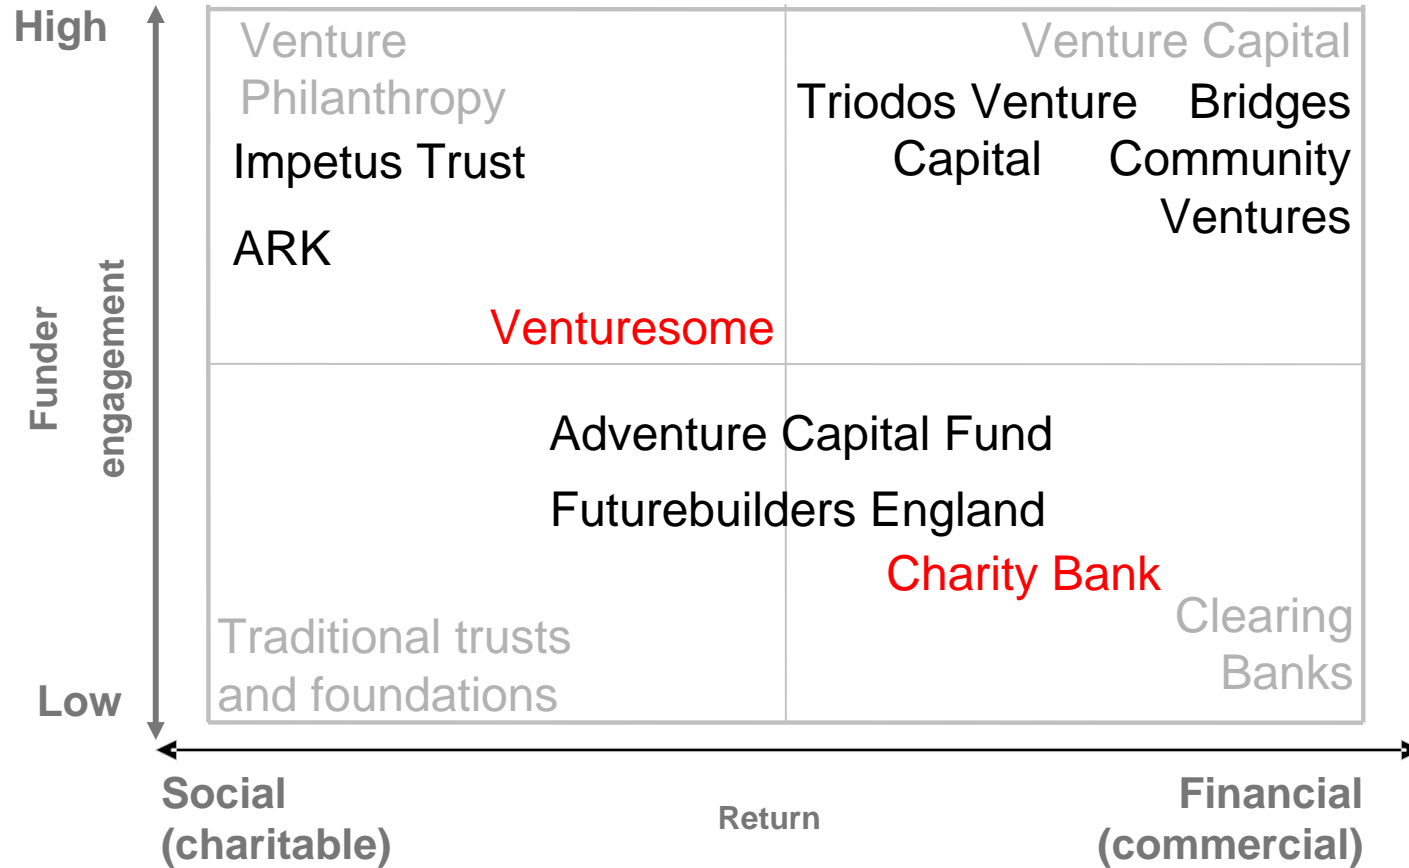 High
Venture
Philanthropy
Impetus Trust
ARK
Venturesome
Venture Capital
Triodos Venture
Capital
Bridges
Community
Ventures
Funder
engagement
Adventure Capital Fund
Futurebuilders England
Charity Bank
Traditional trusts
and foundations
Clearing
Banks
Low
Social
(charitable)
Return
Financial
(commercial)